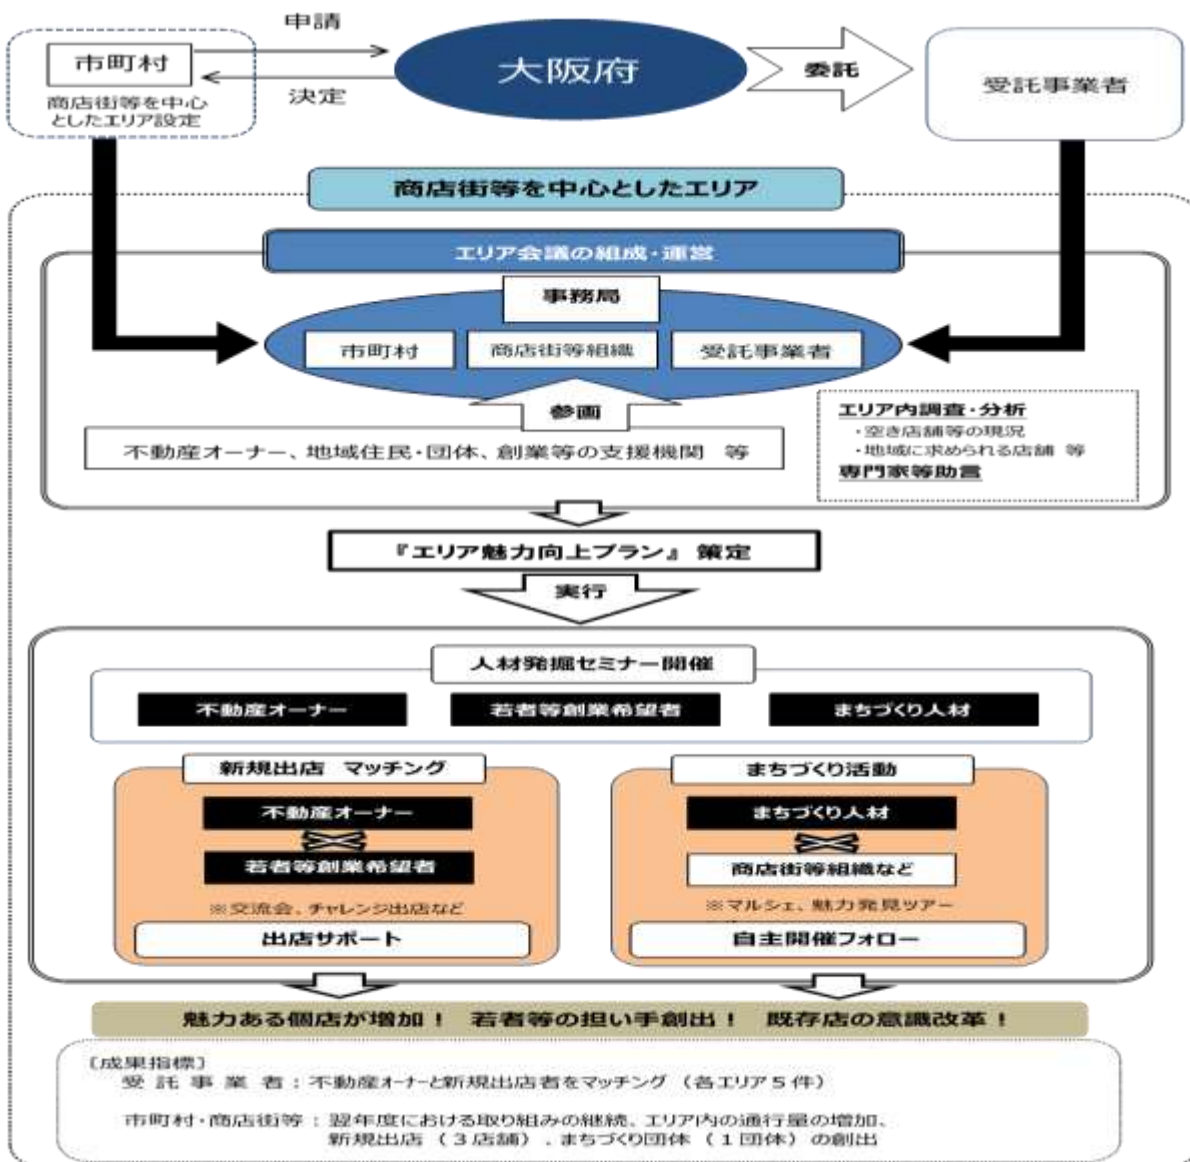 申請
市町村
大阪府
委託
受託事業者
決定
商店街等を中心
としたエリア設定
商店街等を中心としたエリア
エリア会議の組成・運営
事務局
市町村
商店街等組織
受託事業者
参画
不動産オーナー、地域住民・団体、創業等の支援機関 等
エリア内調査・分析
・空き店舗等の現況
・地域に求められる店舗 等
専門家等助言
『エリア魅力向上プラン』策定
実行
人材発掘セミナー開催
不動産オーナー
若者等創業希望者
まちづくり人材
新規出店 マッチング
不動産オーナー
若者等創業希望者
※交流会、チャレンジ出店など
出店サポート
まちづくり活動
まちづくり人材
商店街等組織など
※マルシェ、魅力発見ツアー
自主開催フォロー
魅力ある個店が増加! 若者等の担い手創出! 既存店の意識改革!
〔成果指標〕
受託事業者:不動産オーナーと新規出店者をマッチング(各エリア5件)
市町村・商店街等:翌年度における取り組みの継続、エリア内の通行量の増加、
新規出店(3店舗)、まちづくり団体(1団体)の創出